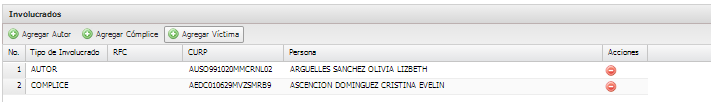 Involucrados
Agregar Autor Agregar Cómplice Agregar Víctima
No. Tipo de Involucrado RFC CURP Persona Acciones
1 AUTOR AUSO991020MMCRNL02 ARGUELLES SANCHEZ OLIVIA LIZBETH
2 COMPLICE AEDC010629MVZSMRB9 ASCENCION DOMINGUEZ CRISTINA EVELIN